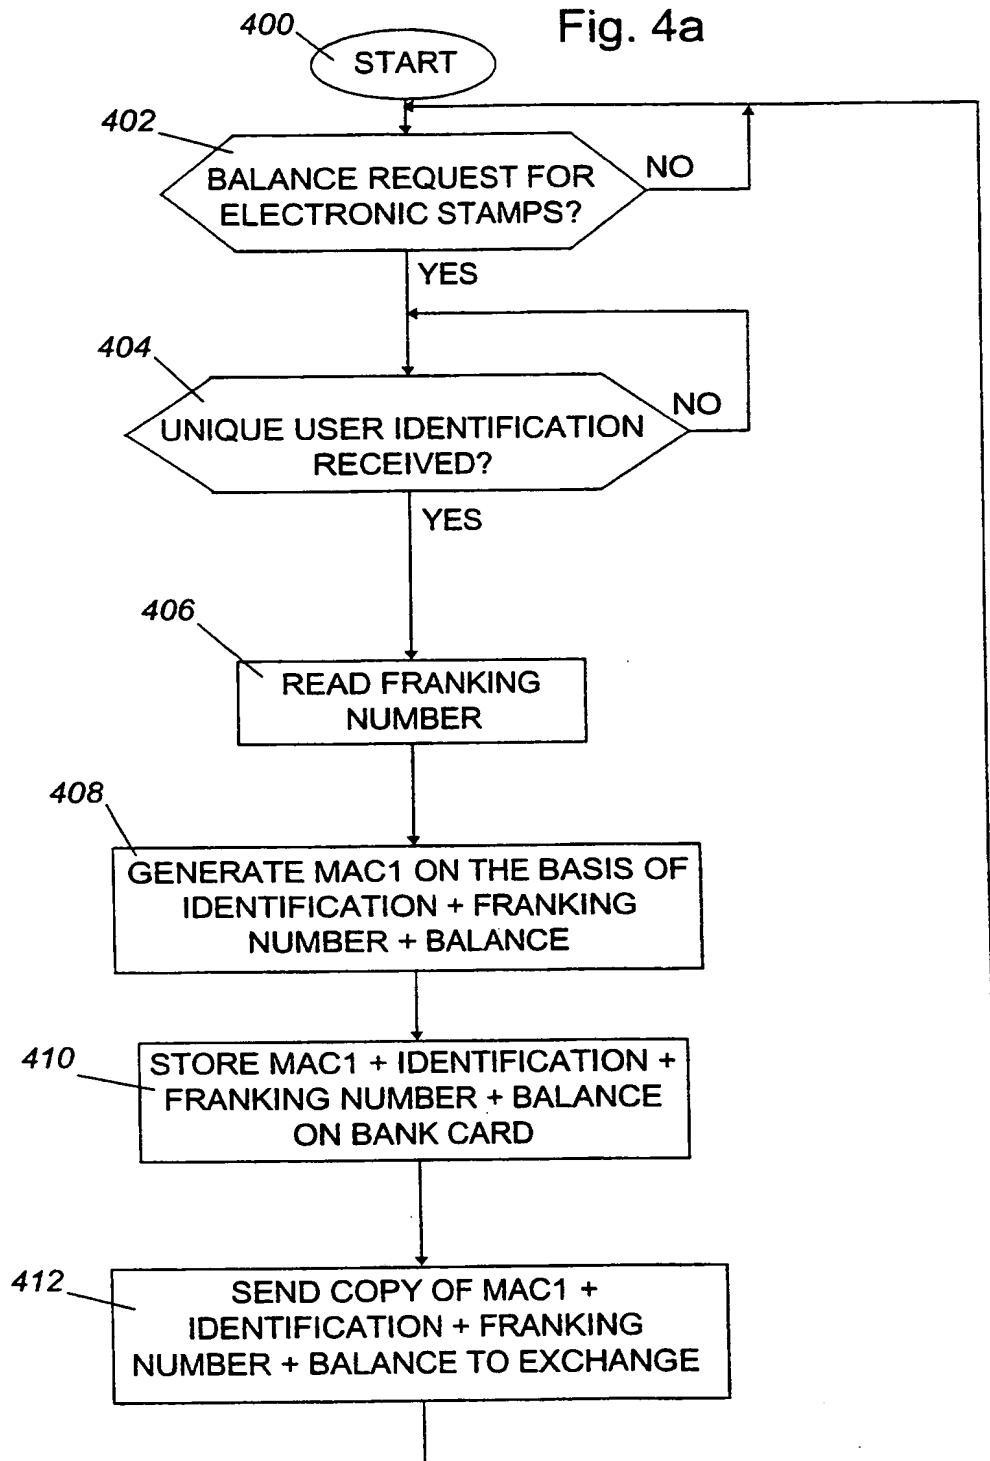 Fig. 4a
400
START
402
BALANCE REQUEST FOR
ELECTRONIC STAMPS?
NO
YES
404
UNIQUE USER IDENTIFICATION
RECEIVED?
NO
YES
406
READ FRANKING
NUMBER
408
GENERATE MAC1 ON THE BASIS OF
IDENTIFICATION + FRANKING
NUMBER + BALANCE
410
STORE MAC1 + IDENTIFICATION +
FRANKING NUMBER + BALANCE
ON BANK CARD
412
SEND COPY OF MAC1 +
IDENTIFICATION + FRANKING
NUMBER + BALANCE TO EXCHANGE